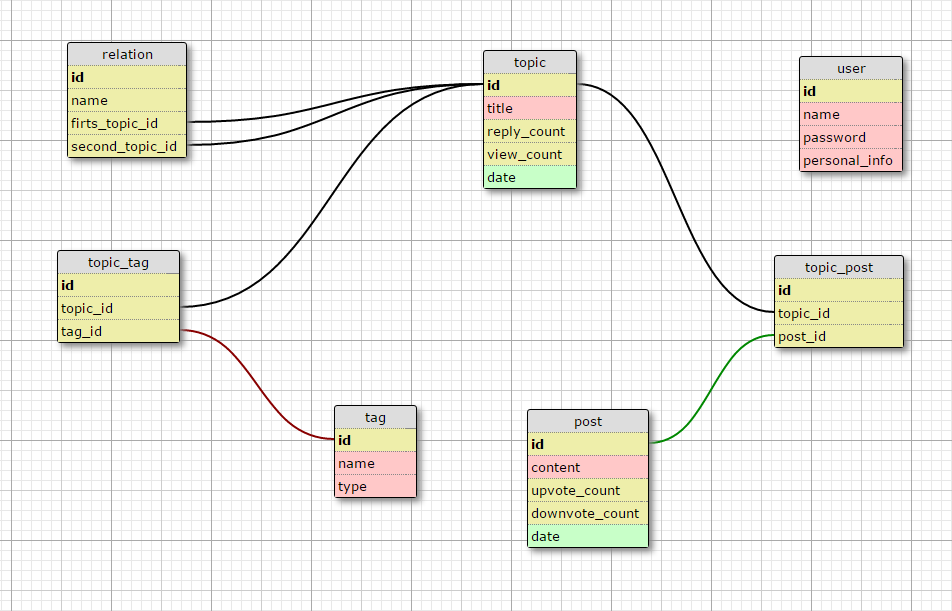 relation
id
name
firts_topic_id
second_topic_id
topic
id
title
reply_count
view_count
date
user
id
name
password
personal_info
topic_tag
id
topic_id
tag_id
topic_post
id
topic_id
post_id
tag
id
name
type
post
id
content
upvote_count
downvote_count
date